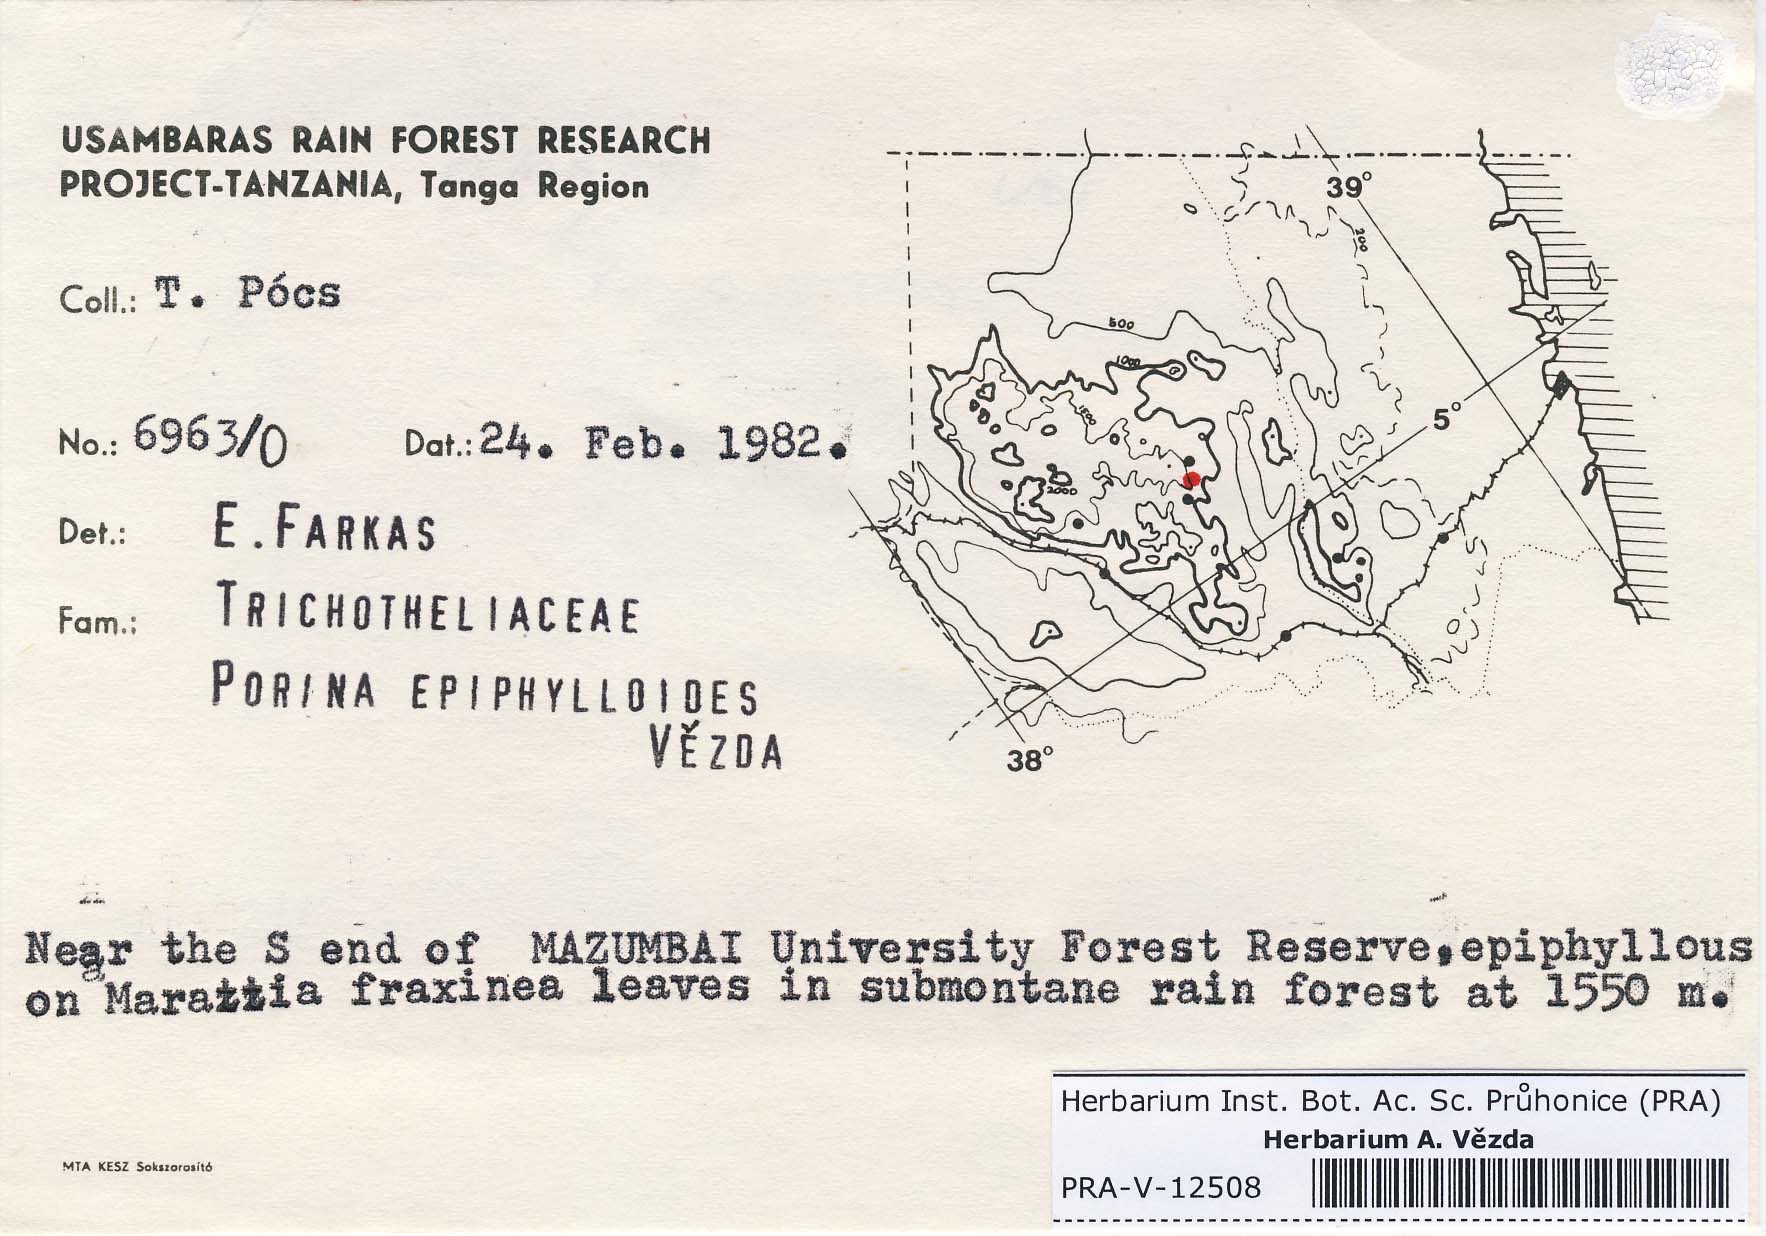 USAMBARAS RAIN FOREST RESEARCH
PROJECT-TANZANIA, Tanga Region
Coll.: T. Pócs
No.: 6963/O Dat.: 24. Feb. 1982.
Det.: E. FARKAS
Fam.: TRICHOTHELIACEAE
PORINA EPIPHYLLOIDES
VĚZDA
39°
200
500
1000
1500
5°
2000
38°
Near the S end of MAZUMBAI University Forest Reserve, epiphyllous
on Marattia fraxinea leaves in submontane rain forest at 1550 m.
Herbarium Inst. Bot. Ac. Sc. Průhonice (PRA)
Herbarium A. Vězda
PRA-V-12508
MTA KESZ Sokszorosító